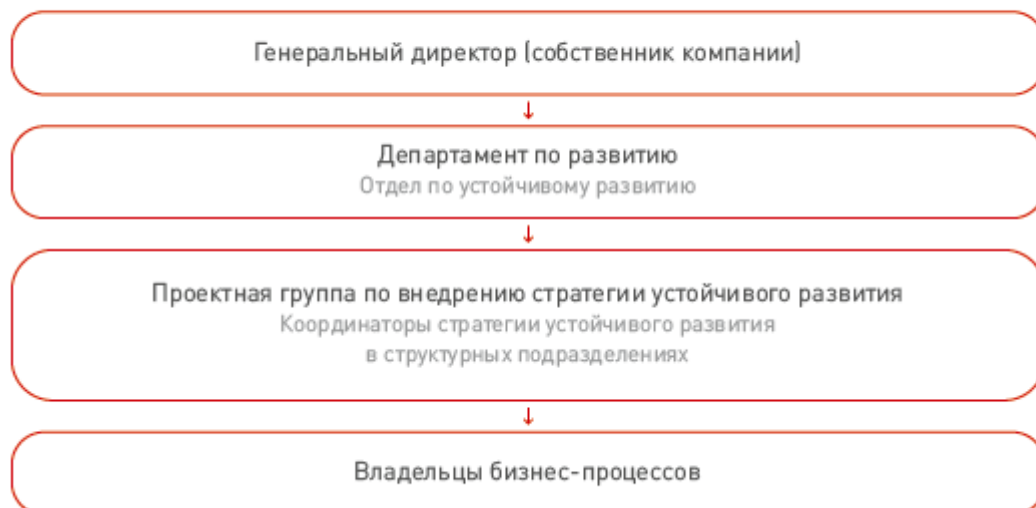 Генеральный директор (собственник компании)
Департамент по развитию
Отдел по устойчивому развитию
Проектная группа по внедрению стратегии устойчивого развития
Координаторы стратегии устойчивого развития
в структурных подразделениях
Владельцы бизнес-процессов